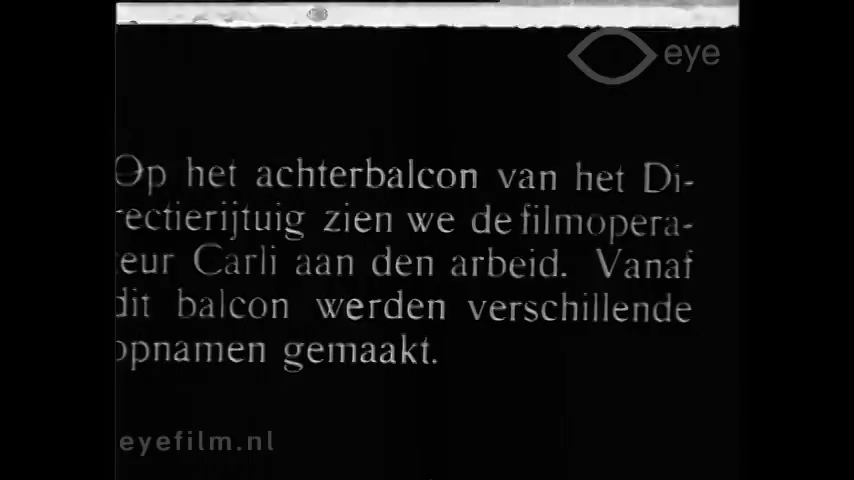 eye
Op het achterbalcon van het Di-
rectierijtuig zien we de filmopera-
teur Carli aan den arbeid. Vanaf
dit balcon werden verschillende
opnamen gemaakt.
eyefilm.nl